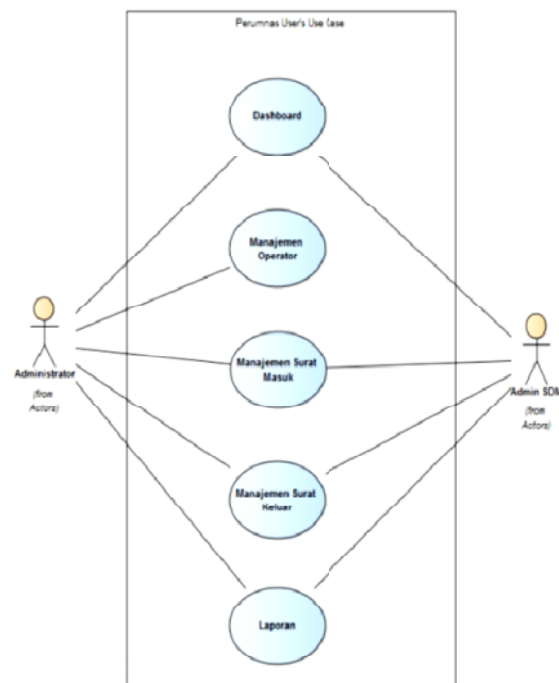 Perumnas User's Use Case
Dashboard
Manajemen
Operator
Manajemen Surat
Masuk
Manajemen Surat
Keluar
Laporan
Administrator
(from
Actors)
Admin SDM
(from
Actors)